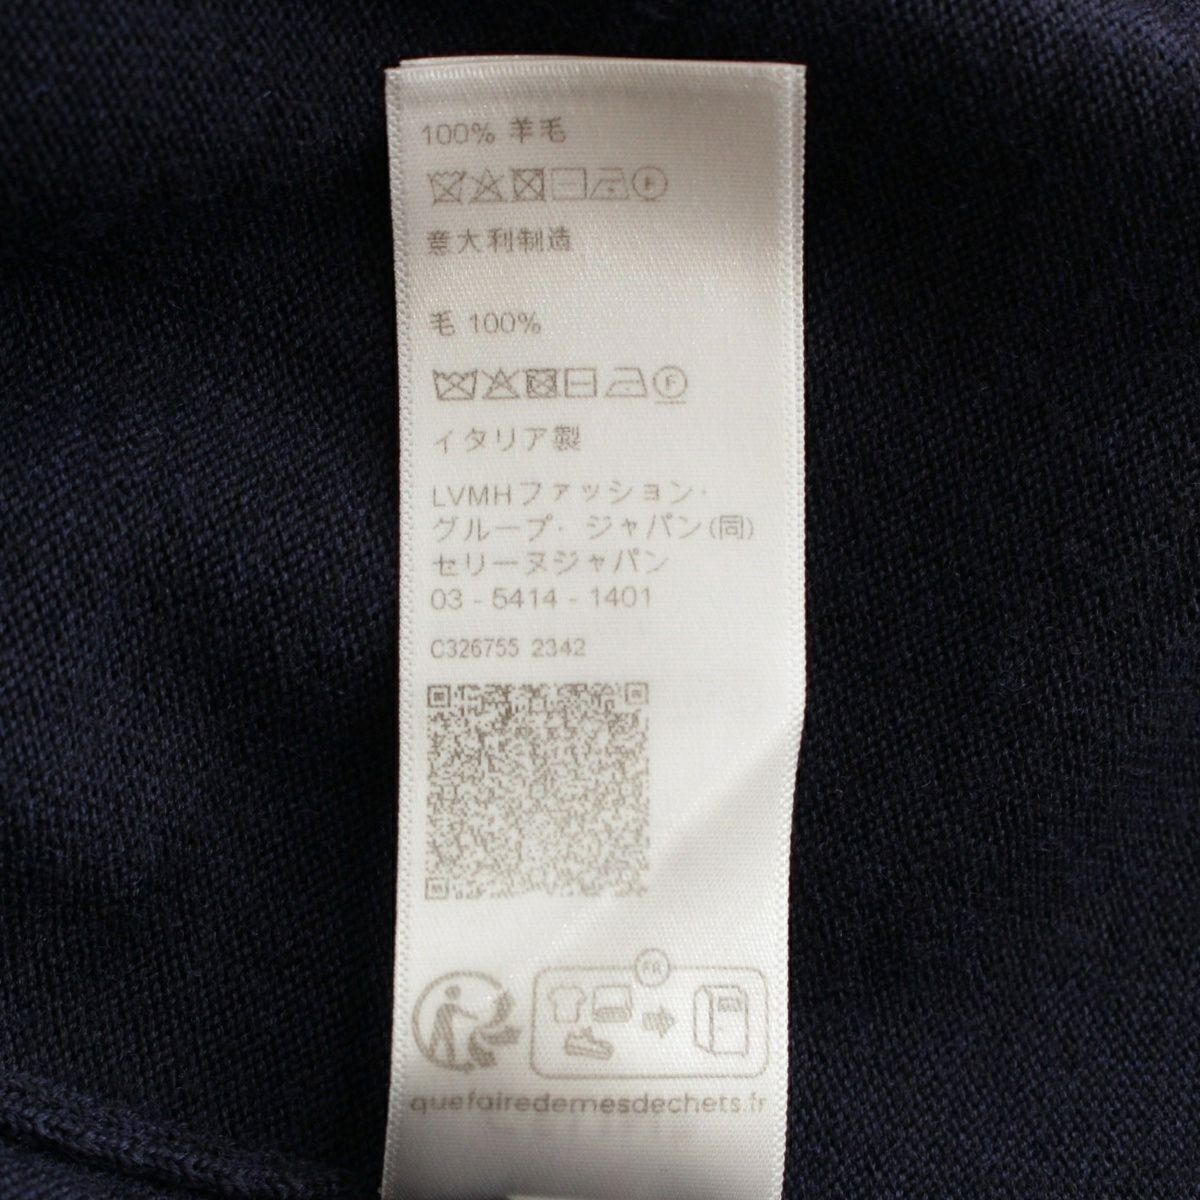 100% 羊毛
F
意大利制造
毛 100%
F
イタリア製
LVMHファッション・
グループ・ジャパン(同)
セリーヌジャパン
03 - 5414 - 1401
C326755 2342
FR
quefairedemesdechets.fr